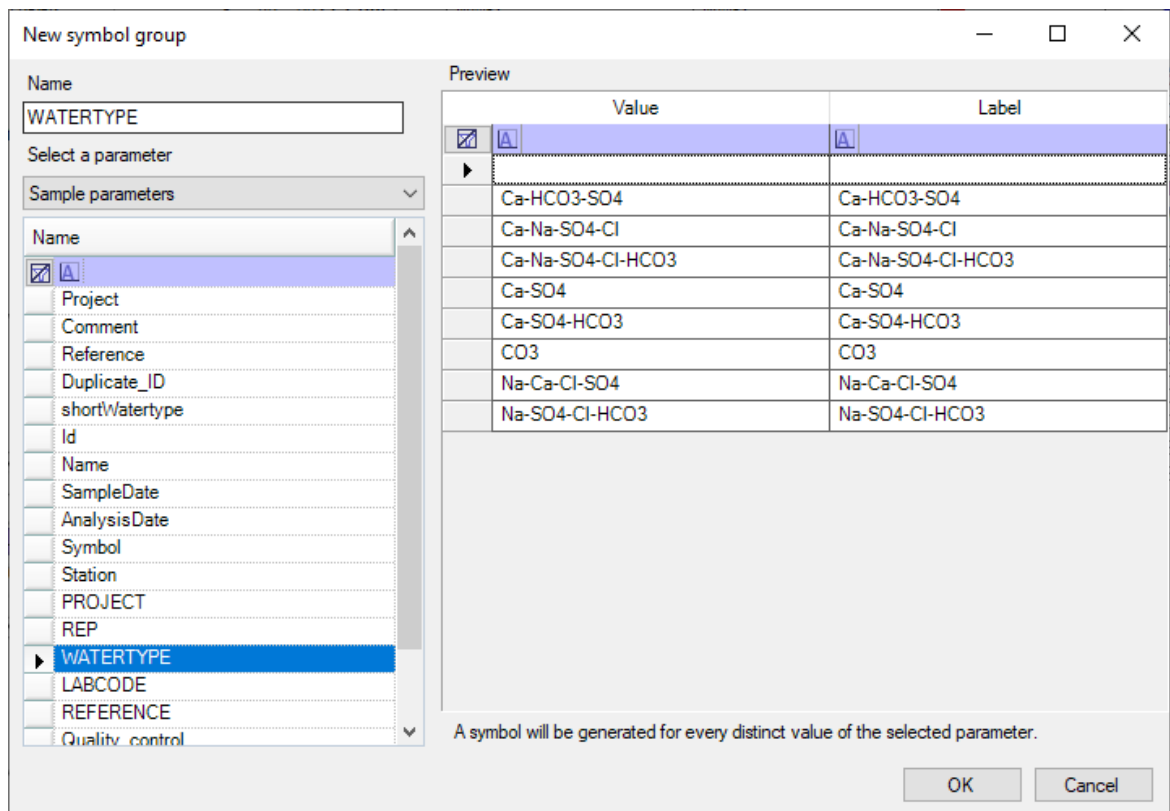 New symbol group
Name
WATERTYPE
Select a parameter
Sample parameters
Name
Project
Comment
Reference
Duplicate_ID
shortWatertype
Id
Name
SampleDate
AnalysisDate
Symbol
Station
PROJECT
REP
WATERTYPE
LABCODE
REFERENCE
Quality_control
Preview
Value Label
A A
Ca-HCO3-SO4 Ca-HCO3-SO4
Ca-Na-SO4-Cl Ca-Na-SO4-Cl
Ca-Na-SO4-Cl-HCO3 Ca-Na-SO4-Cl-HCO3
Ca-SO4 Ca-SO4
Ca-SO4-HCO3 Ca-SO4-HCO3
CO3 CO3
Na-Ca-Cl-SO4 Na-Ca-Cl-SO4
Na-SO4-Cl-HCO3 Na-SO4-Cl-HCO3
A symbol will be generated for every distinct value of the selected parameter.
OK Cancel